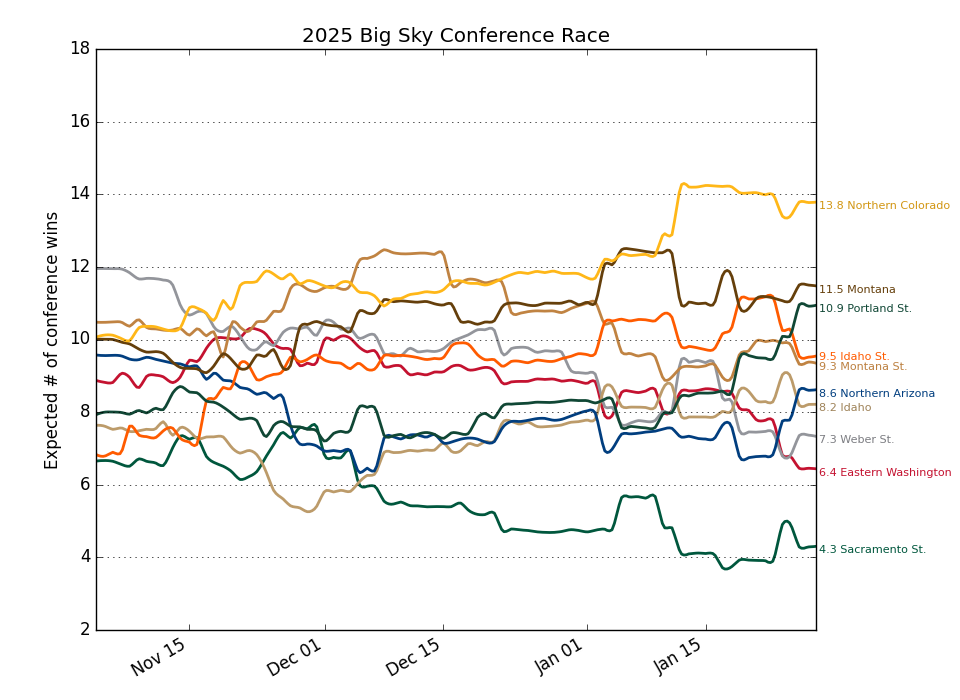 2025 Big Sky Conference Race
Expected # of conference wins
18
16
14
12
10
8
6
4
2
13.8 Northern Colorado
11.5 Montana
10.9 Portland St.
9.5 Idaho St.
9.3 Montana St.
8.6 Northern Arizona
8.2 Idaho
7.3 Weber St.
6.4 Eastern Washington
4.3 Sacramento St.
Nov 15
Dec 01
Dec 15
Jan 01
Jan 15